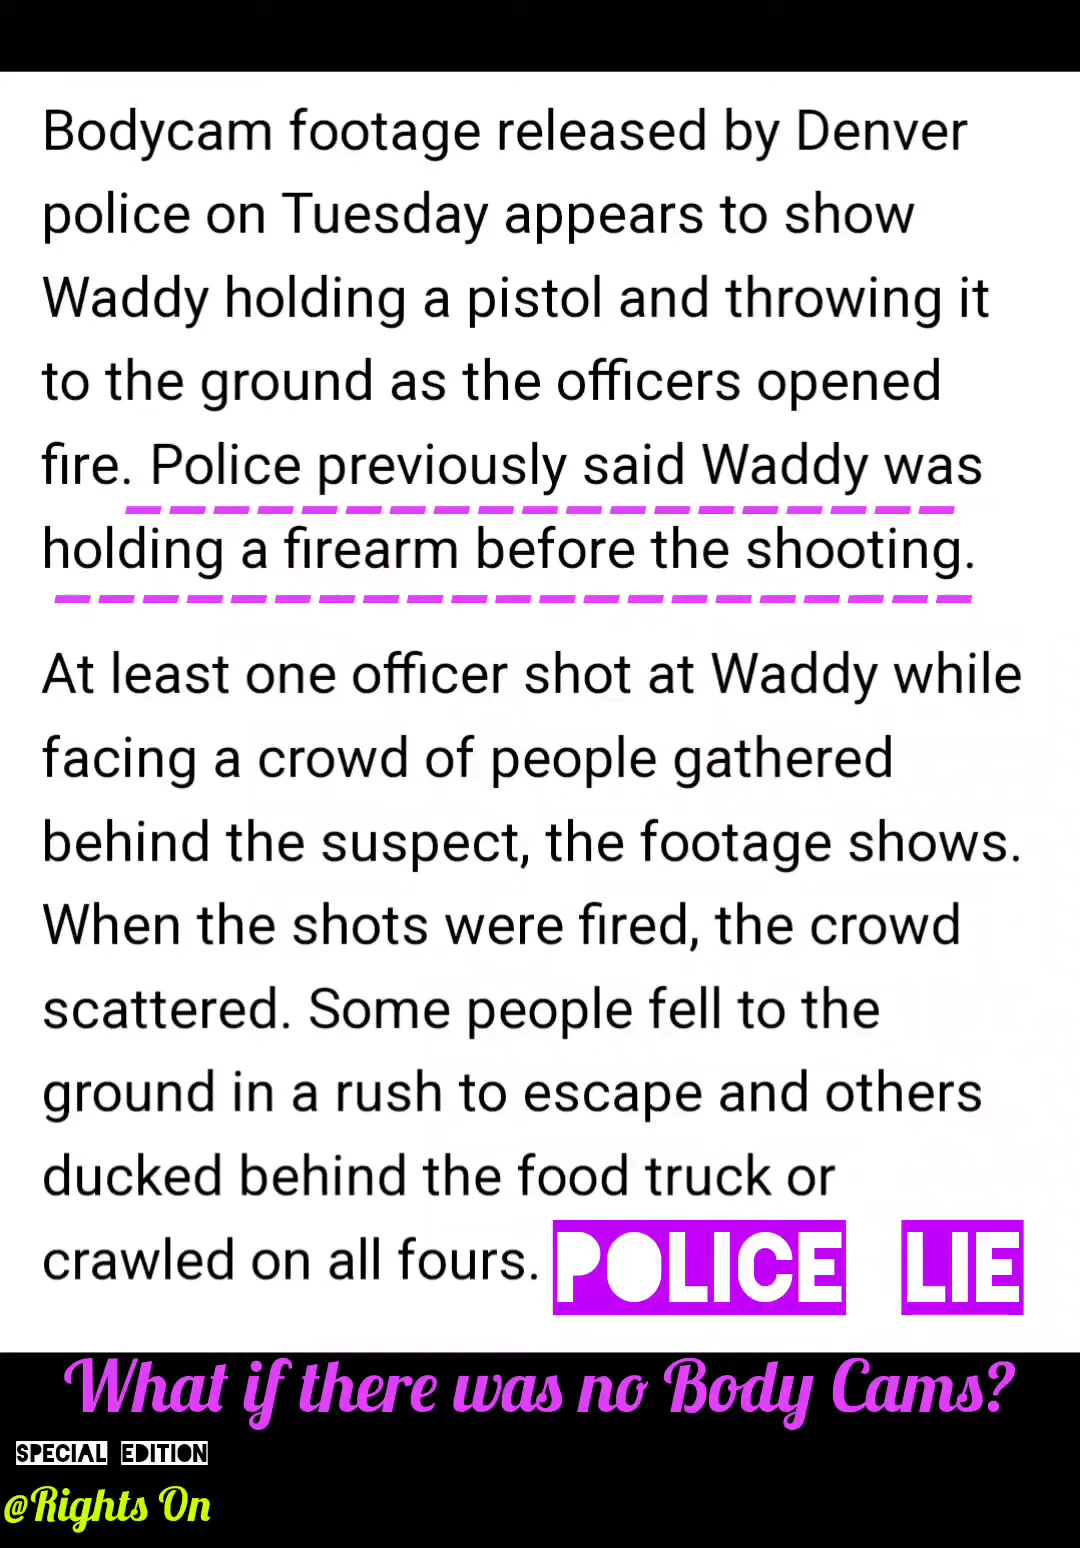 Bodycam footage released by Denver
police on Tuesday appears to show
Waddy holding a pistol and throwing it
to the ground as the officers opened
fire. Police previously said Waddy was
holding a firearm before the shooting.
At least one officer shot at Waddy while
facing a crowd of people gathered
behind the suspect, the footage shows.
When the shots were fired, the crowd
scattered. Some people fell to the
ground in a rush to escape and others
ducked behind the food truck or
crawled on all fours. POLICE LIE
What if there was no Body Cams?
SPECIAL EDITION
@Rights On